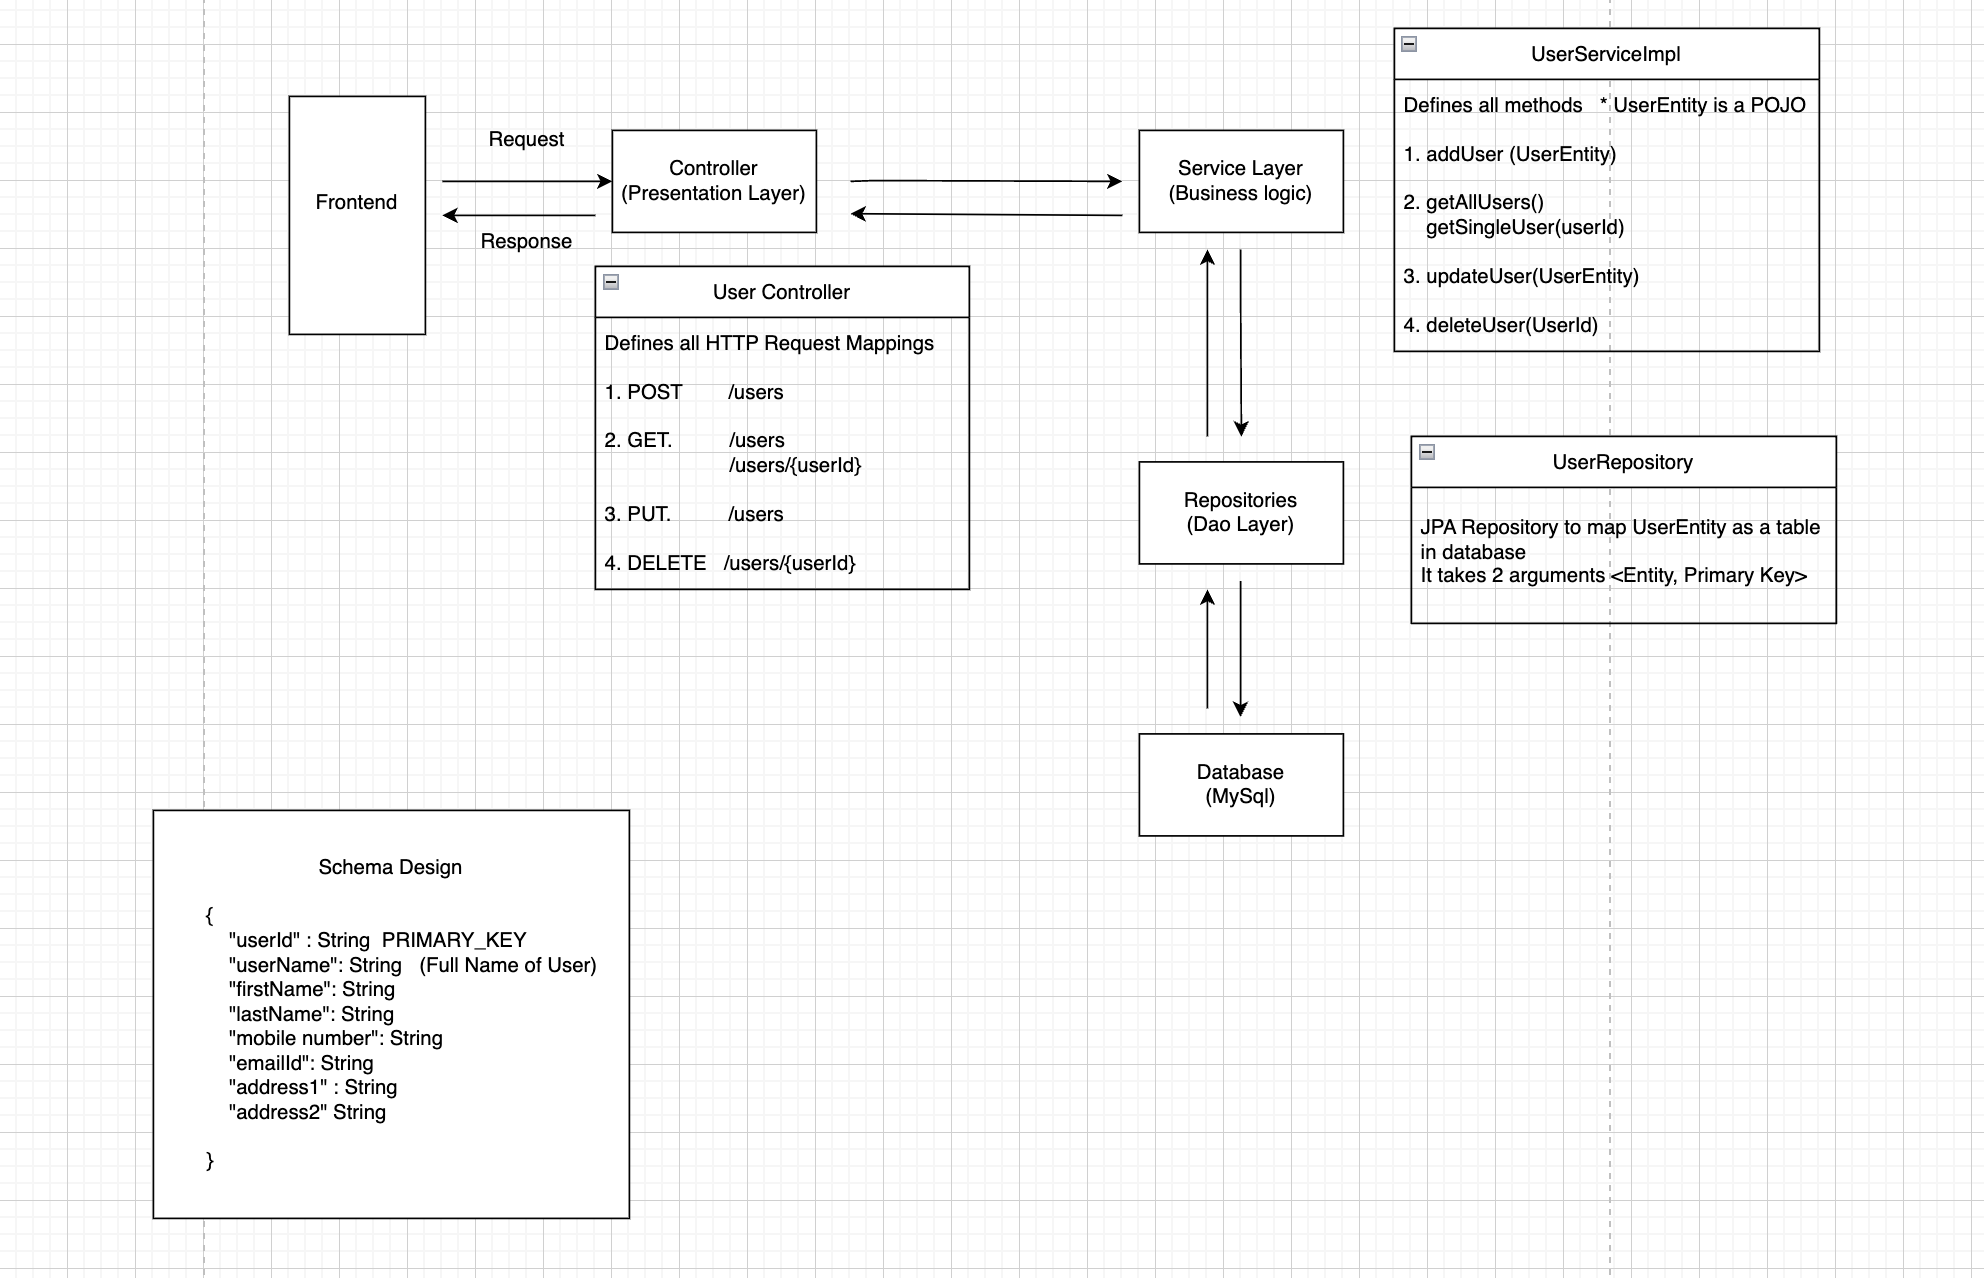 Frontend
Request
Response
Controller
(Presentation Layer)
Service Layer
(Business logic)
UserServiceImpl
Defines all methods   * UserEntity is a POJO
1. addUser (UserEntity)
2. getAllUsers()
getSingleUser(userId)
3. updateUser(UserEntity)
4. deleteUser(UserId)
User Controller
Defines all HTTP Request Mappings
1. POST        /users
2. GET.          /users
/users/{userId}
3. PUT.          /users
4. DELETE   /users/{userId}
Repositories
(Dao Layer)
UserRepository
JPA Repository to map UserEntity as a table
in database
It takes 2 arguments <Entity, Primary Key>
Database
(MySql)
Schema Design
{
"userId" : String  PRIMARY_KEY
"userName": String   (Full Name of User)
"firstName": String
"lastName": String
"mobile number": String
"emailId": String
"address1" : String
"address2" String
}